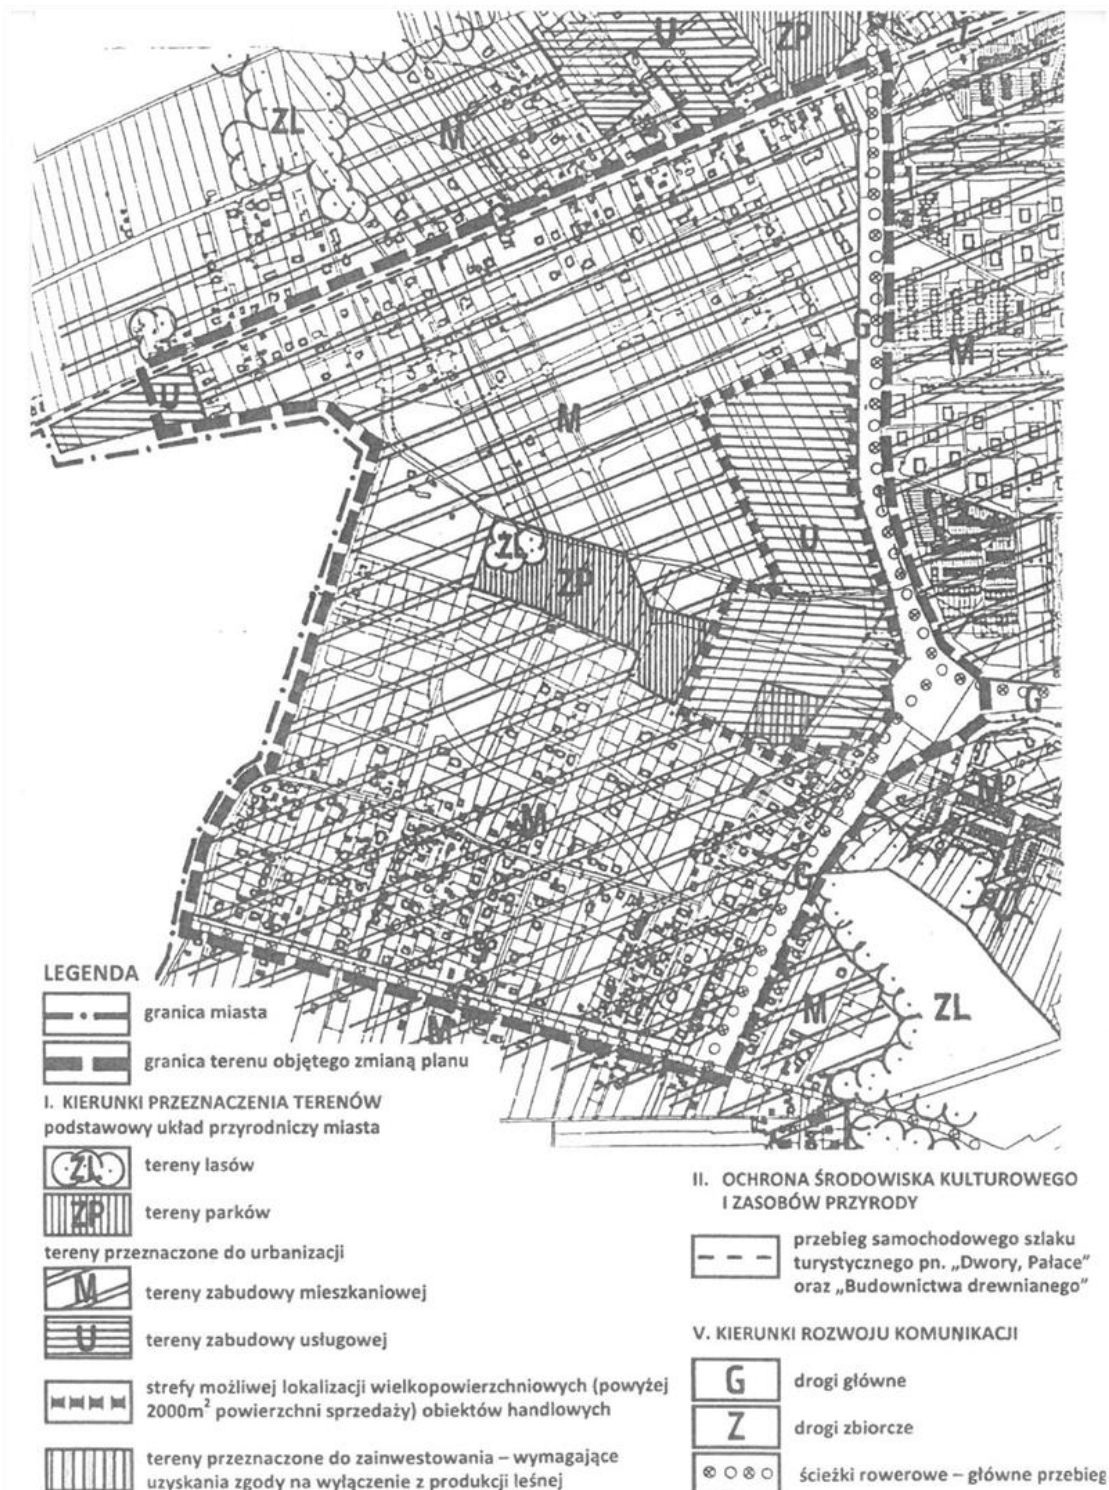 U
ZP
Z
ZL
M
G
M
U
M
U
ZL
ZP
G
M
M
G
M
ZL
M
LEGENDA
granica miasta
granica terenu objętego zmianą planu
I. KIERUNKI PRZEZNACZENIA TERENÓW
podstawowy układ przyrodniczy miasta
ZL tereny lasów
ZP tereny parków
tereny przeznaczone do urbanizacji
M tereny zabudowy mieszkaniowej
U tereny zabudowy usługowej
strefy możliwej lokalizacji wielkopowierzchniowych (powyżej
2000m² powierzchni sprzedaży) obiektów handlowych
tereny przeznaczone do zainwestowania – wymagające
uzyskania zgody na wyłączenie z produkcji leśnej
II. OCHRONA ŚRODOWISKA KULTUROWEGO
I ZASOBÓW PRZYRODY
przebieg samochodowego szlaku
turystycznego pn. „Dwory, Pałace”
oraz „Budownictwa drewnianego”
V. KIERUNKI ROZWOJU KOMUNIKACJI
G drogi główne
Z drogi zbiorcze
ścieżki rowerowe – główne przebieg